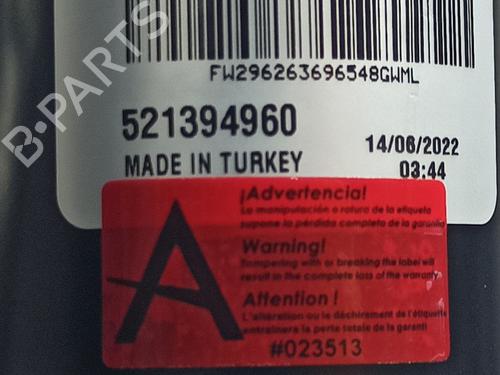 B-PARTS
FW296263696548GWML
521394960
14/06/2022
MADE IN TURKEY
03:44
¡Advertencia!
La manipulación o rotura de la etiqueta
supone la pérdida completa de la garantía
Warning!
Tampering with or breaking the label will
result in the complete loss of the warranty
Attention !
L'altération ou le déchirement de l'étiquette
entraînera la perte totale de la garanti
#023513